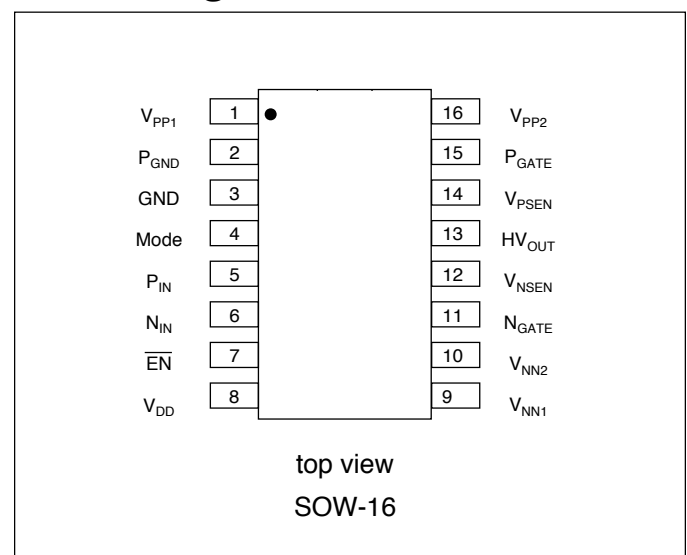 g
V_PP1 1 16 V_PP2
P_GND 2 15 P_GATE
GND 3 14 V_PSEN
Mode 4 13 HV_OUT
P_IN 5 12 V_NSEN
N_IN 6 11 N_GATE
E̅N̅ 7 10 V_NN2
V_DD 8 9 V_NN1
top view
SOW-16